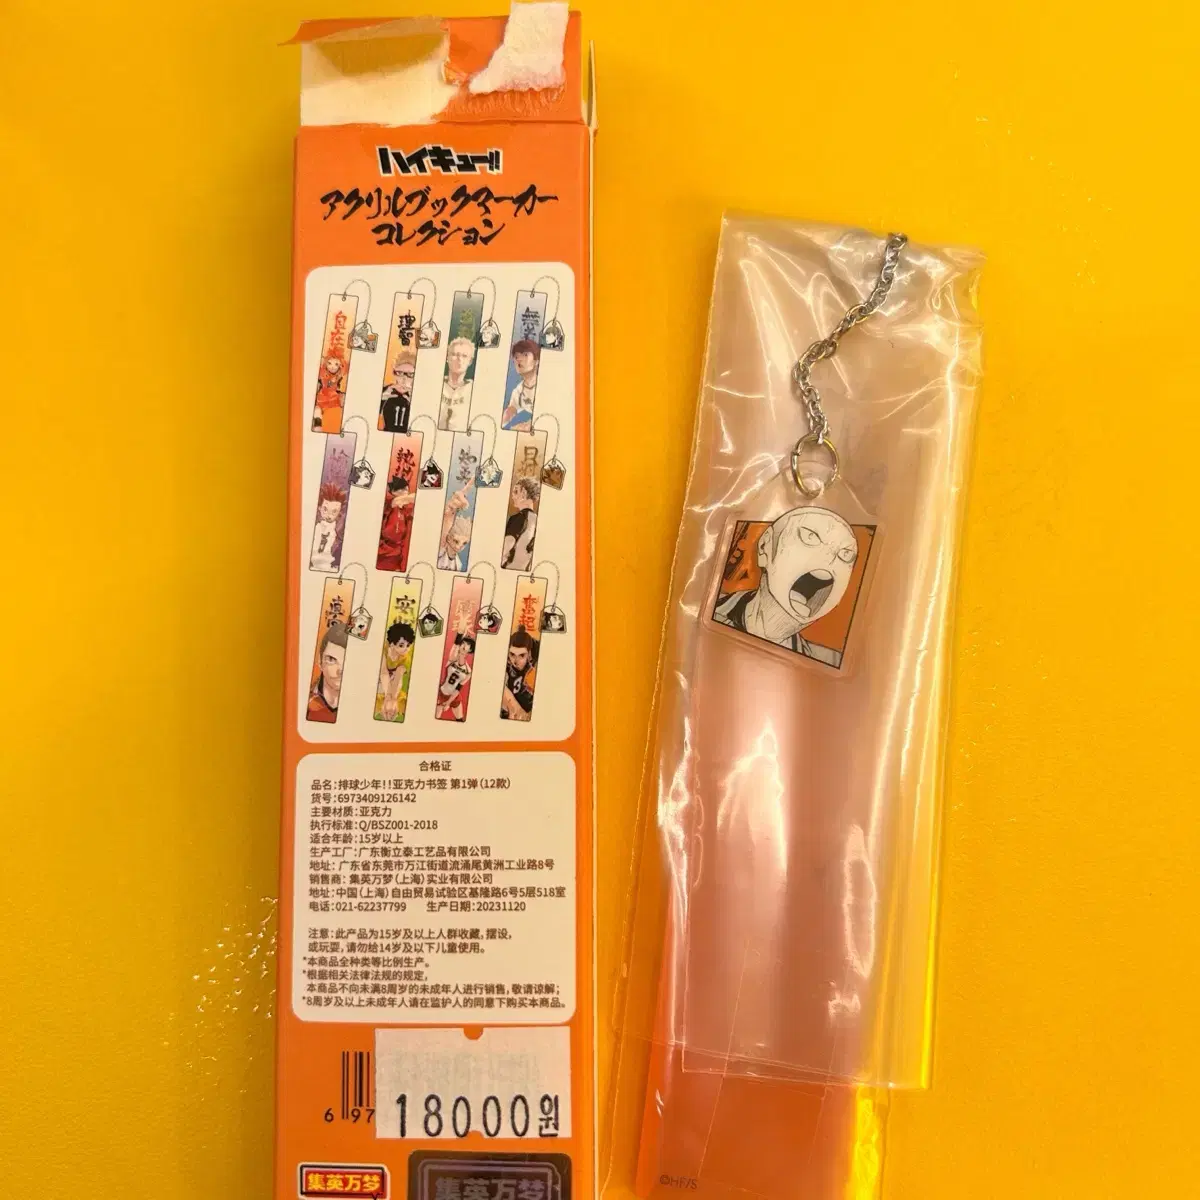 ハイキュー!!
アクリルブックマーカー
コレクション
理智
合格证
品名:排球少年!!亚克力书签 第1弹(12款)
货号:6973409126142
主要材质:亚克力
执行标准:Q/BSZ001-2018
适合年龄:15岁以上
生产工厂:广东衡立泰工艺品有限公司
地址:广东省东莞市万江街道流涌尾黄洲工业路8号
销售商:集英万梦(上海)实业有限公司
地址:中国(上海)自由贸易试验区基隆路6号5层518室
电话:021-62237799 生产日期:20231120
注意:此产品为15岁及以上人群收藏,摆设,
或玩耍,请勿给14岁及以下儿童使用。
*本商品全种类等比例生产。
*根据相关法律法规的规定,
本商品不向未满8周岁的未成年人进行销售,敬请谅解;
*8周岁及以上未成年人请在监护人的同意下购买本商品。
6 97
18000원
集英万梦
集英万梦
©HF/S